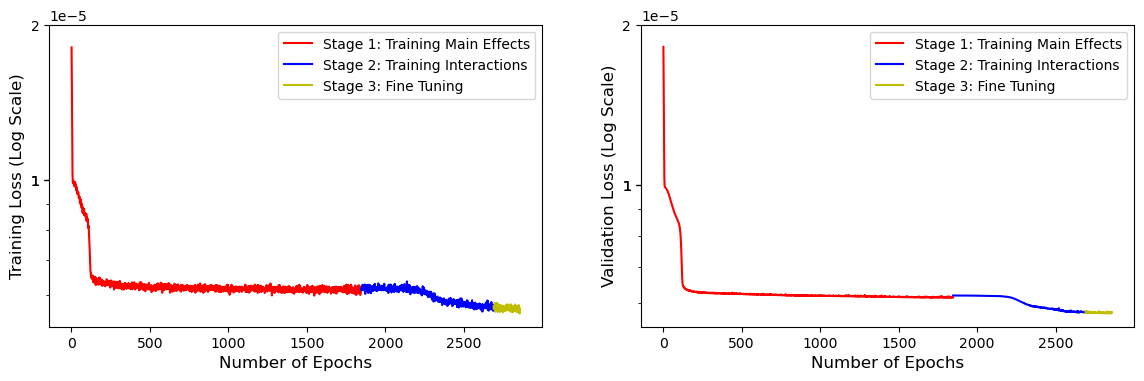 1e−5
2
1
Training Loss (Log Scale)
Stage 1: Training Main Effects
Stage 2: Training Interactions
Stage 3: Fine Tuning
0 500 1000 1500 2000 2500
Number of Epochs
1e−5
2
1
Validation Loss (Log Scale)
Stage 1: Training Main Effects
Stage 2: Training Interactions
Stage 3: Fine Tuning
0 500 1000 1500 2000 2500
Number of Epochs